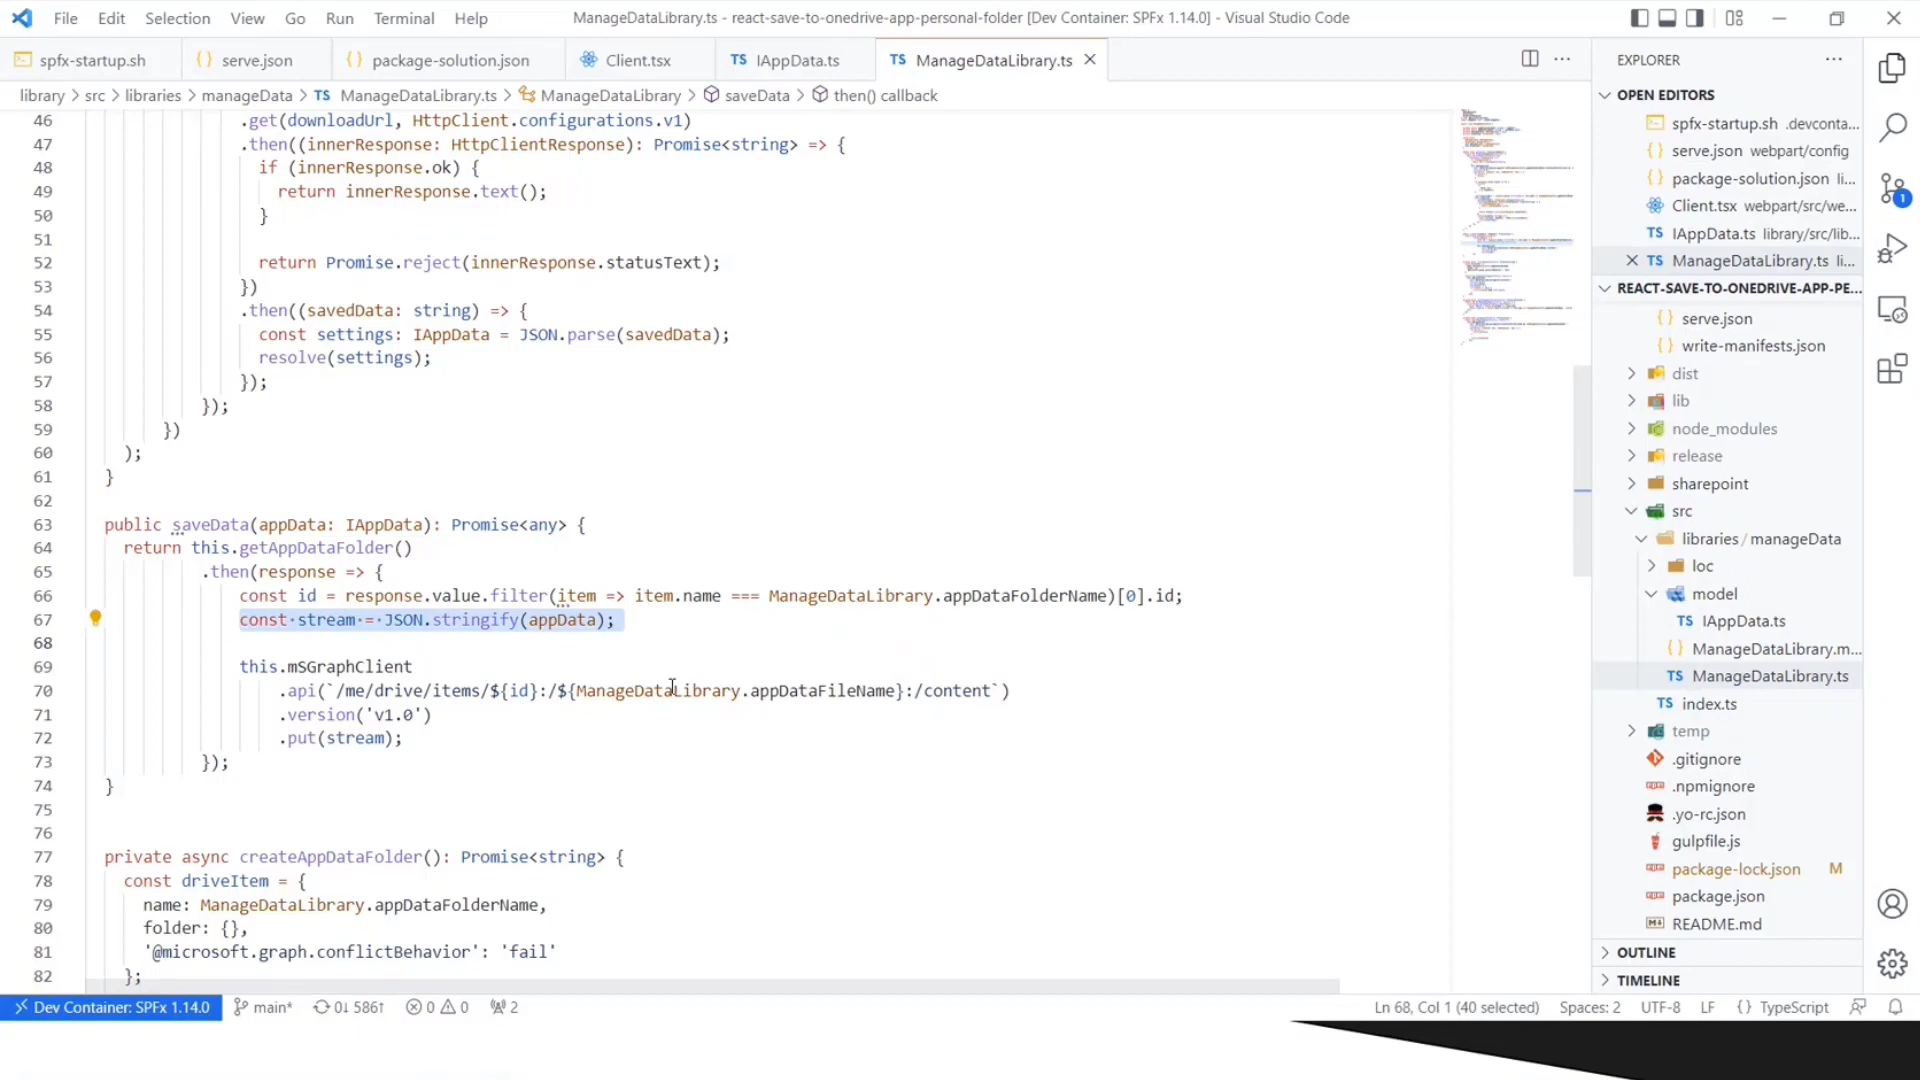 File Edit Selection View Go Run Terminal Help ManageDataLibrary.ts - react-save-to-onedrive-app-personal-folder [Dev Container: SPFx 1.14.0] - Visual Studio Code
spfx-startup.sh {} serve.json {} package-solution.json Client.tsx TS IAppData.ts TS ManageDataLibrary.ts
library > src > libraries > manageData > TS ManageDataLibrary.ts > ManageDataLibrary > saveData > then() callback
46 .get(downloadUrl, HttpClient.configurations.v1)
47 .then((innerResponse: HttpClientResponse): Promise<string> => {
48 if (innerResponse.ok) {
49 return innerResponse.text();
50 }
51
52 return Promise.reject(innerResponse.statusText);
53 })
54 .then((savedData: string) => {
55 const settings: IAppData = JSON.parse(savedData);
56 resolve(settings);
57 });
58 });
59 })
60 );
61 }
62
63 public saveData(appData: IAppData): Promise<any> {
64 return this.getAppDataFolder()
65 .then(response => {
66 const id = response.value.filter(item => item.name === ManageDataLibrary.appDataFolderName)[0].id;
67 const·stream·=·JSON.stringify(appData);
68
69 this.mSGraphClient
70 .api(`/me/drive/items/${id}:/${ManageDataLibrary.appDataFileName}:/content`)
71 .version('v1.0')
72 .put(stream);
73 });
74 }
75
76
77 private async createAppDataFolder(): Promise<string> {
78 const driveItem = {
79 name: ManageDataLibrary.appDataFolderName,
80 folder: {},
81 '@microsoft.graph.conflictBehavior': 'fail'
82 };
EXPLORER
OPEN EDITORS
spfx-startup.sh .devconta...
{} serve.json webpart/config
{} package-solution.json li...
Client.tsx webpart/src/we...
TS IAppData.ts library/src/lib...
TS ManageDataLibrary.ts li...
REACT-SAVE-TO-ONEDRIVE-APP-PE...
{} serve.json
{} write-manifests.json
dist
lib
node_modules
release
sharepoint
src
libraries / manageData
loc
model
TS IAppData.ts
{} ManageDataLibrary.m...
TS ManageDataLibrary.ts
TS index.ts
temp
.gitignore
.npmignore
.yo-rc.json
gulpfile.js
package-lock.json M
package.json
README.md
OUTLINE
TIMELINE
1
Dev Container: SPFx 1.14.0 main* 0↓ 586↑ 0 0 2 Ln 68, Col 1 (40 selected) Spaces: 2 UTF-8 LF {} TypeScript